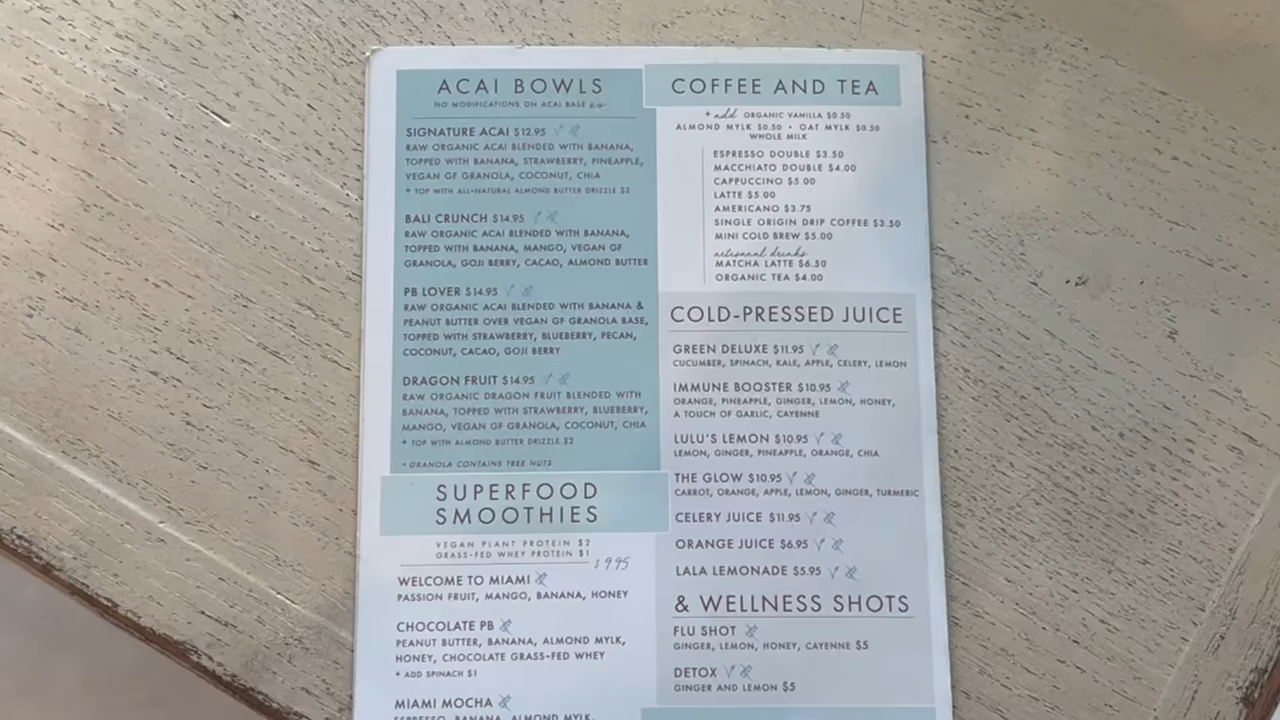 ACAI BOWLS
NO MODIFICATIONS ON ACAI BASE
SIGNATURE ACAI $12.95
RAW ORGANIC ACAI BLENDED WITH BANANA,
TOPPED WITH BANANA, STRAWBERRY, PINEAPPLE,
VEGAN GF GRANOLA, COCONUT, CHIA
+ TOP WITH ALL-NATURAL ALMOND BUTTER DRIZZLE $2
BALI CRUNCH $14.95
RAW ORGANIC ACAI BLENDED WITH BANANA,
TOPPED WITH BANANA, MANGO, VEGAN GF
GRANOLA, GOJI BERRY, CACAO, ALMOND BUTTER
PB LOVER $14.95
RAW ORGANIC ACAI BLENDED WITH BANANA &
PEANUT BUTTER OVER VEGAN GF GRANOLA BASE,
TOPPED WITH STRAWBERRY, BLUEBERRY, PECAN,
COCONUT, CACAO, GOJI BERRY
DRAGON FRUIT $14.95
RAW ORGANIC DRAGON FRUIT BLENDED WITH
BANANA, TOPPED WITH STRAWBERRY, BLUEBERRY,
MANGO, VEGAN GF GRANOLA, COCONUT, CHIA
+ TOP WITH ALMOND BUTTER DRIZZLE $2
* GRANOLA CONTAINS TREE NUTS
SUPERFOOD
SMOOTHIES
VEGAN PLANT PROTEIN $2
GRASS-FED WHEY PROTEIN $1
$9.95
WELCOME TO MIAMI
PASSION FRUIT, MANGO, BANANA, HONEY
CHOCOLATE PB
PEANUT BUTTER, BANANA, ALMOND MYLK,
HONEY, CHOCOLATE GRASS-FED WHEY
+ ADD SPINACH $1
MIAMI MOCHA
ESPRESSO, BANANA, ALMOND MYLK,
COFFEE AND TEA
+ add ORGANIC VANILLA $0.50
ALMOND MYLK $0.50 • OAT MYLK $0.50
WHOLE MILK
ESPRESSO DOUBLE $3.50
MACCHIATO DOUBLE $4.00
CAPPUCCINO $5.00
LATTE $5.00
AMERICANO $3.75
SINGLE ORIGIN DRIP COFFEE $3.50
MINI COLD BREW $5.00
artisanal drinks
MATCHA LATTE $6.50
ORGANIC TEA $4.00
COLD-PRESSED JUICE
GREEN DELUXE $11.95
CUCUMBER, SPINACH, KALE, APPLE, CELERY, LEMON
IMMUNE BOOSTER $10.95
ORANGE, PINEAPPLE, GINGER, LEMON, HONEY,
A TOUCH OF GARLIC, CAYENNE
LULU'S LEMON $10.95
LEMON, GINGER, PINEAPPLE, ORANGE, CHIA
THE GLOW $10.95
CARROT, ORANGE, APPLE, LEMON, GINGER, TURMERIC
CELERY JUICE $11.95
ORANGE JUICE $6.95
LALA LEMONADE $5.95
& WELLNESS SHOTS
FLU SHOT
GINGER, LEMON, HONEY, CAYENNE $5
DETOX
GINGER AND LEMON $5